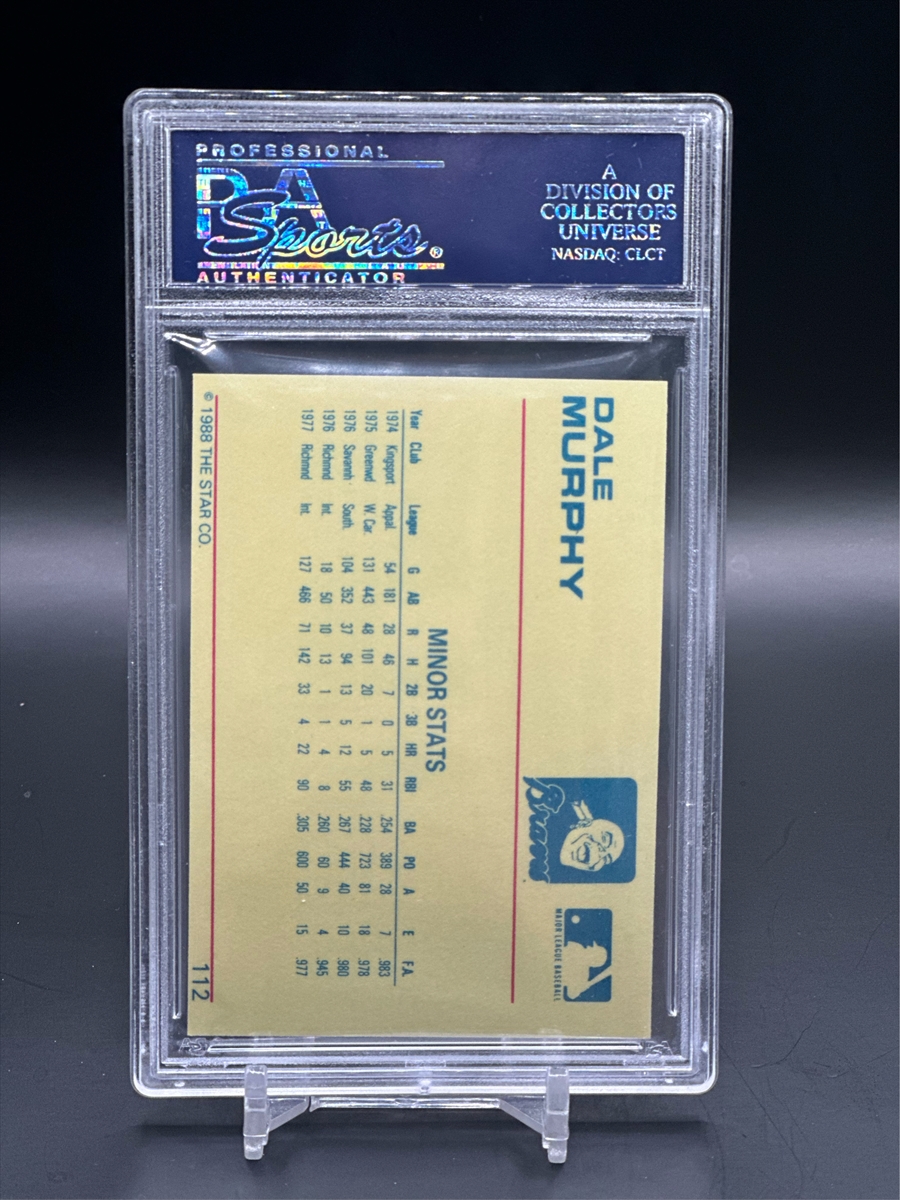 PROFESSIONAL
PSA
Sports®
AUTHENTICATOR
A
DIVISION OF
COLLECTORS
UNIVERSE
NASDAQ: CLCT
DALE
MURPHY
Braves
MAJOR LEAGUE BASEBALL
MINOR STATS
Year CLub League G AB R H 2B 3B HR RBI BA PO A E F.A.
1974 Kingsport Appal. 54 181 28 46 7 0 5 31 .254 389 28 7 .983
1975 Greenwd W. Car. 131 443 48 101 20 1 5 48 .228 723 81 18 .978
1976 Savannh South. 104 352 37 94 13 5 12 55 .267 444 40 10 .980
1976 Richmnd Int. 18 50 10 13 1 1 4 8 .260 60 9 4 .945
1977 Richmnd Int. 127 466 71 142 33 4 22 90 .305 600 50 15 .977
© 1988 THE STAR CO.
112